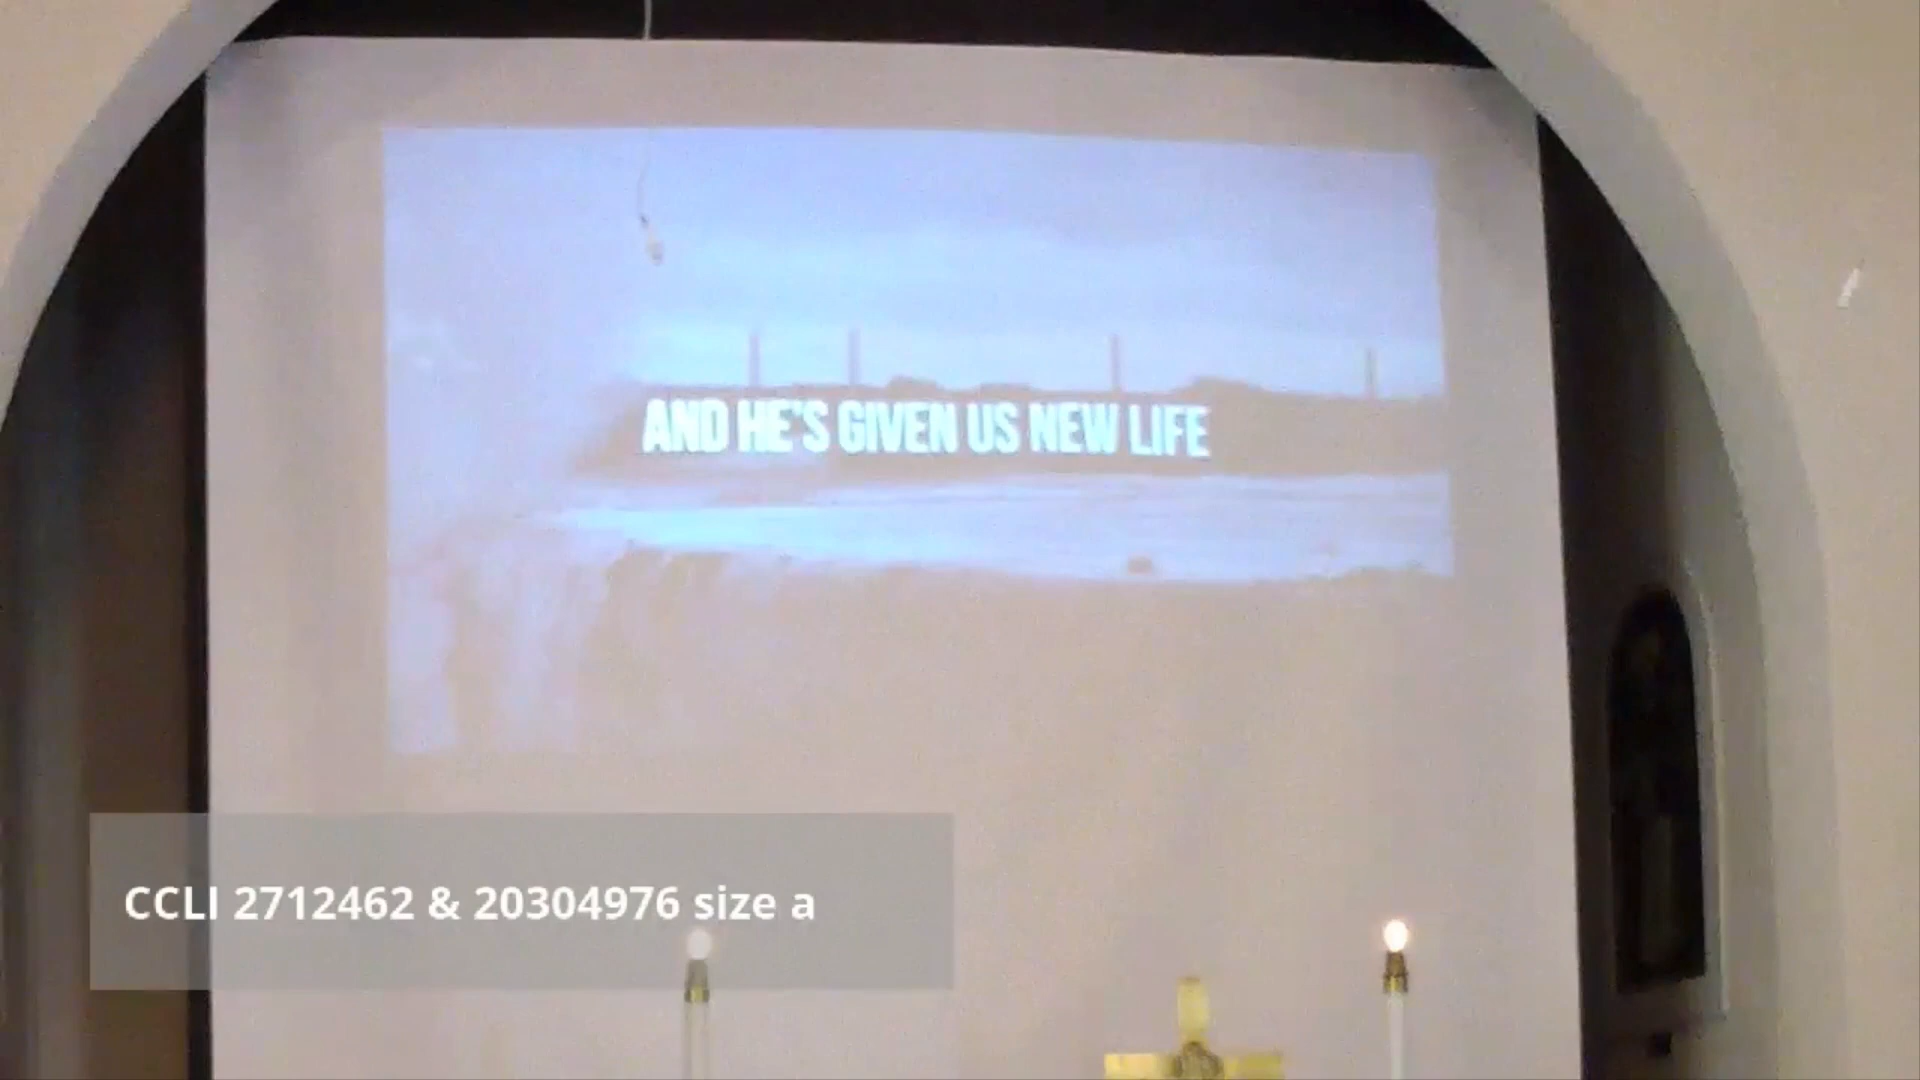 AND HE'S GIVEN US NEW LIFE
CCLI 2712462 & 20304976 size a